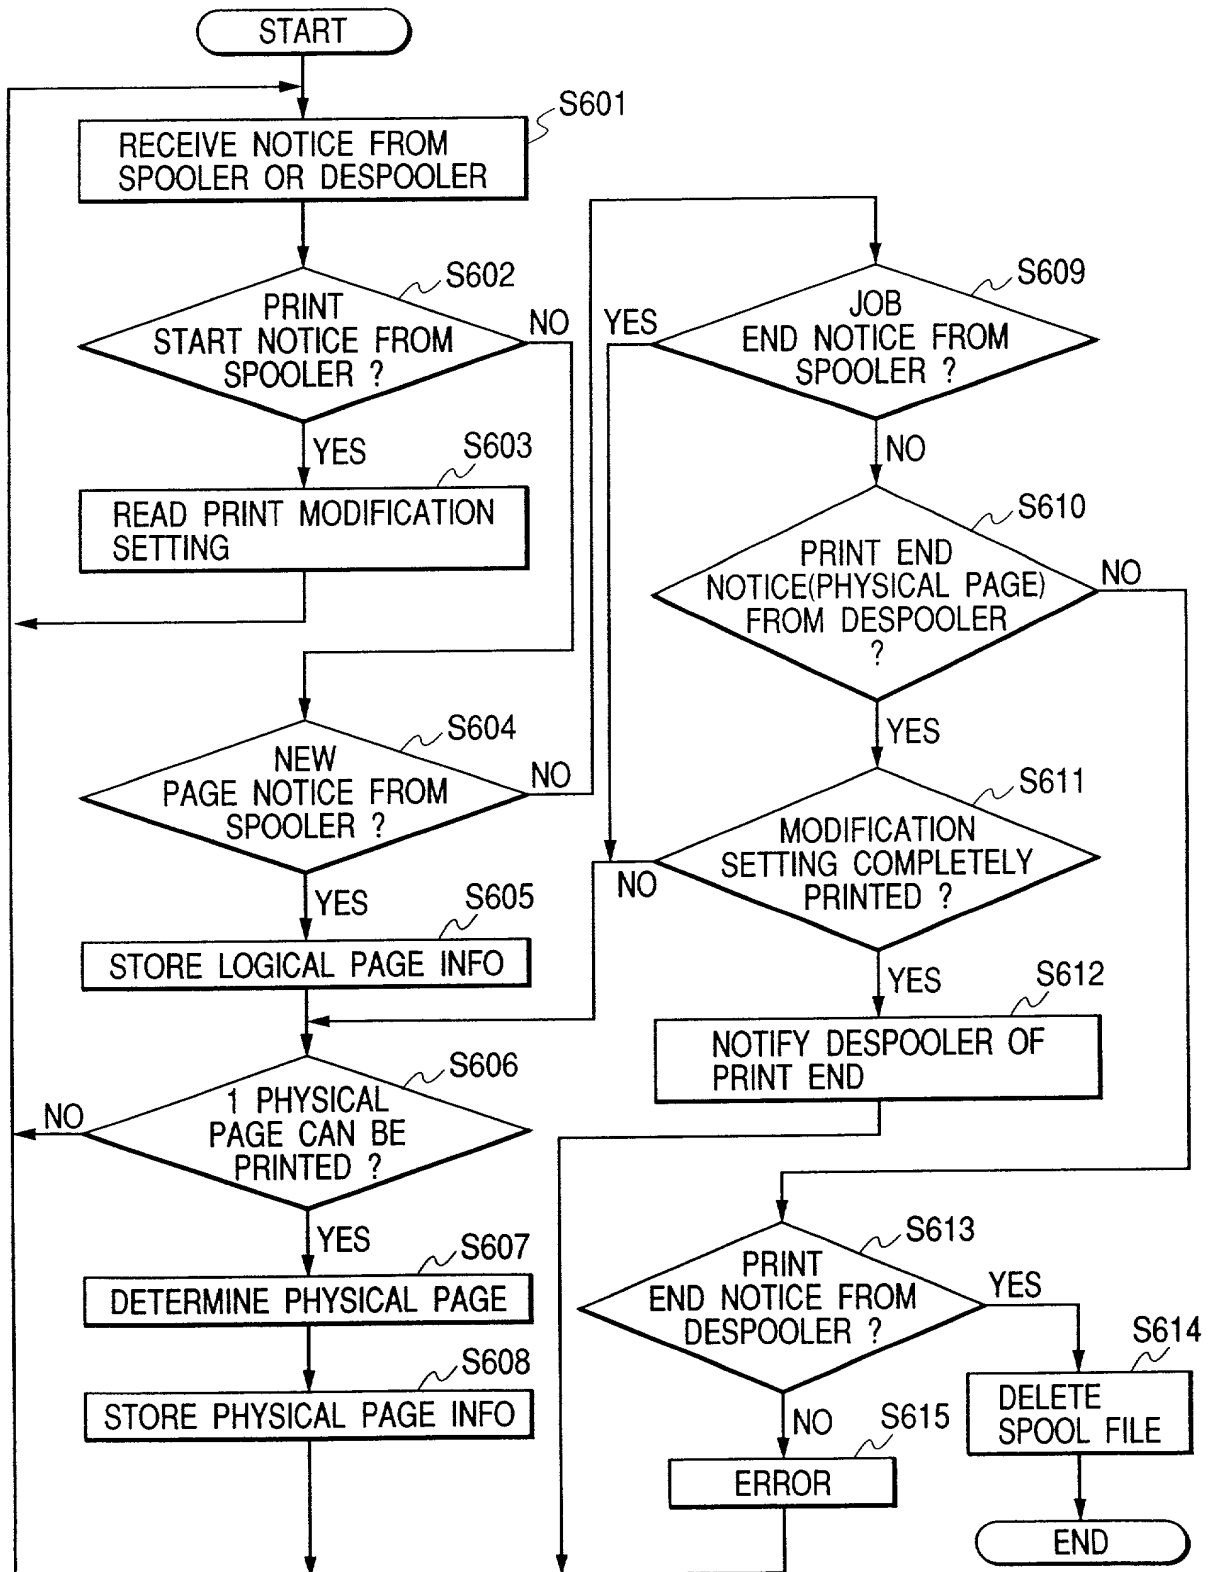 START
S601
RECEIVE NOTICE FROM
SPOOLER OR DESPOOLER
S602
PRINT
START NOTICE FROM
SPOOLER ?
NO
YES
S603
READ PRINT MODIFICATION
SETTING
S604
NEW
PAGE NOTICE FROM
SPOOLER ?
NO
YES
S605
STORE LOGICAL PAGE INFO
S606
1 PHYSICAL
PAGE CAN BE
PRINTED ?
NO
YES
S607
DETERMINE PHYSICAL PAGE
S608
STORE PHYSICAL PAGE INFO
S609
JOB
END NOTICE FROM
SPOOLER ?
YES
NO
S610
PRINT END
NOTICE(PHYSICAL PAGE)
FROM DESPOOLER
?
NO
YES
S611
MODIFICATION
SETTING COMPLETELY
PRINTED ?
NO
YES
S612
NOTIFY DESPOOLER OF
PRINT END
S613
PRINT
END NOTICE FROM
DESPOOLER ?
YES
NO
S614
DELETE
SPOOL FILE
S615
ERROR
END